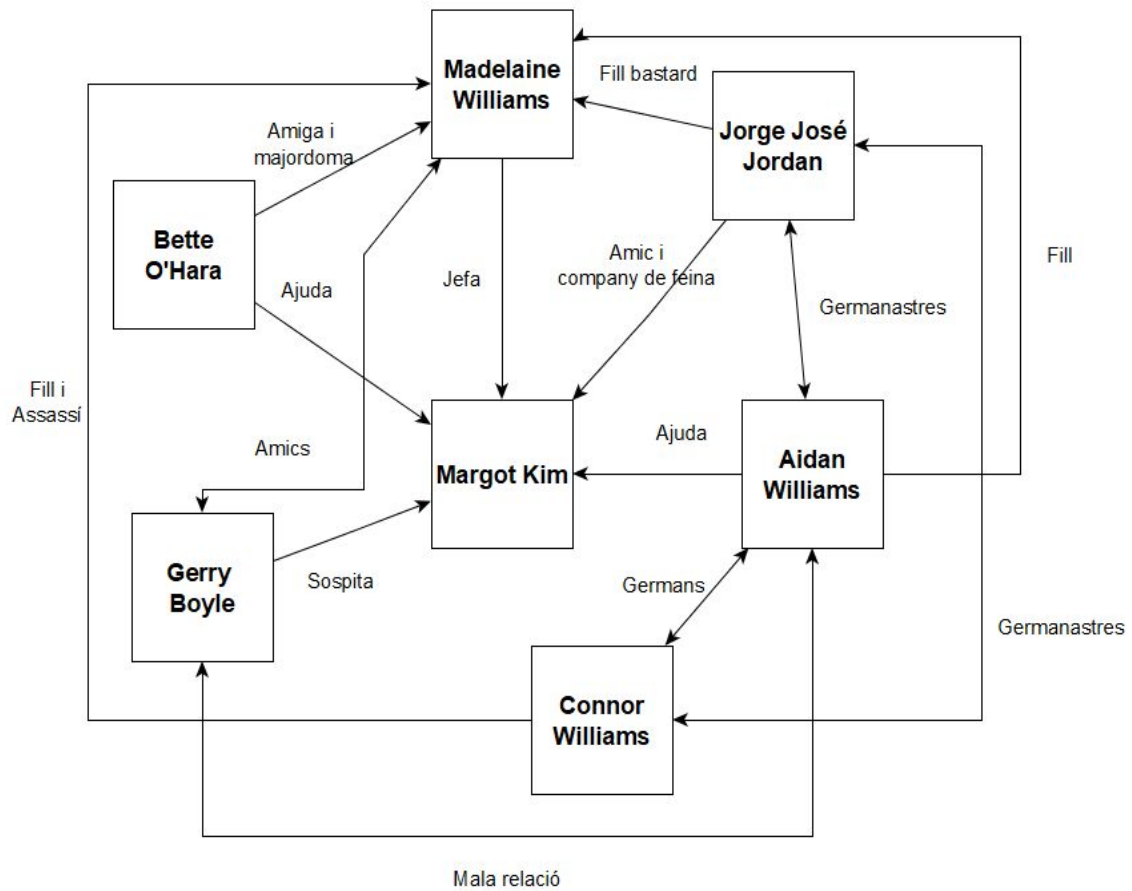 Madelaine
Williams
Fill bastard
Jorge José
Jordan
Amiga i
majordoma
Bette
O'Hara
Ajuda
Jefa
Amic i
company de feina
Fill
Germanastres
Fill i
Assassí
Amics
Margot Kim
Ajuda
Aidan
Williams
Gerry
Boyle
Sospita
Germans
Germanastres
Connor
Williams
Mala relació